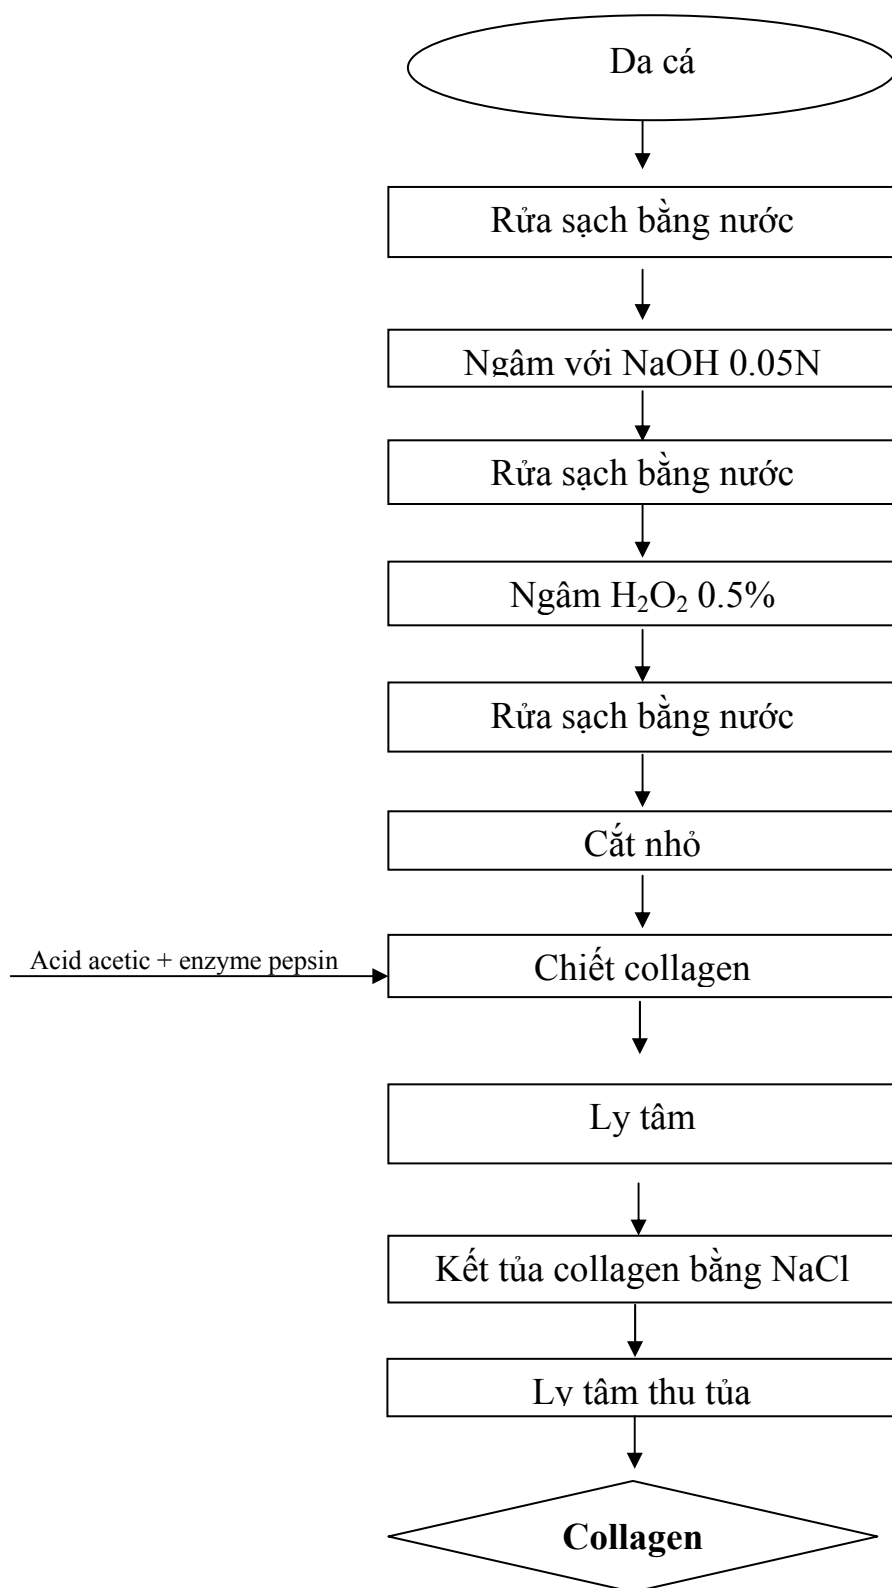 Da cá
Rửa sạch bằng nước
Ngâm với NaOH 0.05N
Rửa sạch bằng nước
Ngâm H₂O₂ 0.5%
Rửa sạch bằng nước
Cắt nhỏ
Acid acetic + enzyme pepsin
Chiết collagen
Ly tâm
Kết tủa collagen bằng NaCl
Ly tâm thu tủa
Collagen